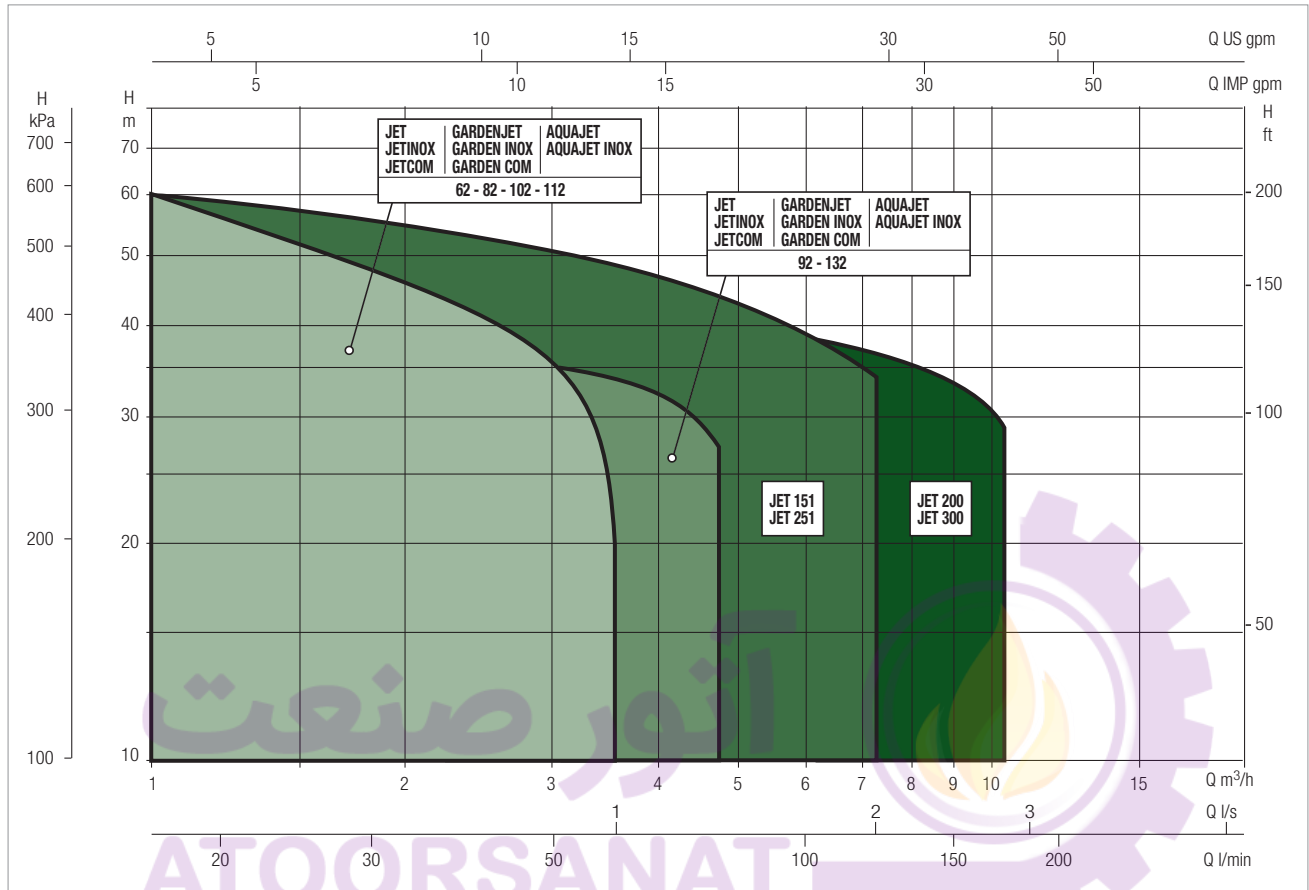 5 10 15 30 50 Q US gpm
5 10 15 30 50 Q IMP gpm
H kPa
H m
H ft
700
600
500
400
300
200
100
70
60
50
40
30
20
10
200
150
100
50
JET GARDENJET AQUAJET
JETINOX GARDEN INOX AQUAJET INOX
JETCOM GARDEN COM
62 - 82 - 102 - 112
JET GARDENJET AQUAJET
JETINOX GARDEN INOX AQUAJET INOX
JETCOM GARDEN COM
92 - 132
JET 151
JET 251
JET 200
JET 300
آتور صنعت
1 2 3 4 5 6 7 8 9 10 15 Q m³/h
1 2 3 Q l/s
20 30 50 100 150 200 Q l/min
ATOORSANAT